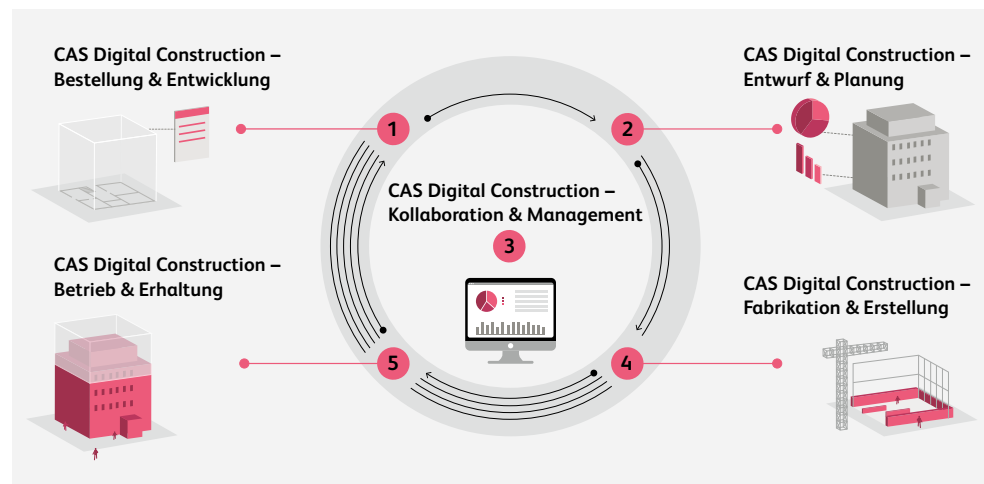 CAS Digital Construction –
Bestellung & Entwicklung
CAS Digital Construction –
Entwurf & Planung
1
2
CAS Digital Construction –
Kollaboration & Management
3
CAS Digital Construction –
Betrieb & Erhaltung
CAS Digital Construction –
Fabrikation & Erstellung
5
4